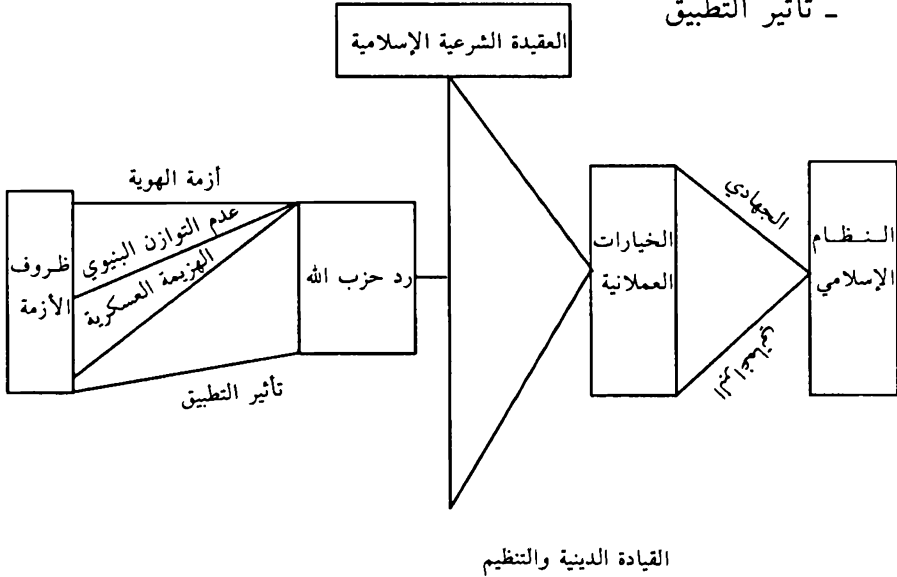 ـ تأثير التطبيق
العقيدة الشرعية الإسلامية
النظام
الإسلامي
الجهادي
البراغماتي
الخيارات
العملانية
رد حزب الله
أزمة الهوية
عدم التوازن البنيوي
الهزيمة العسكرية
تأثير التطبيق
ظروف
الأزمة
القيادة الدينية والتنظيم